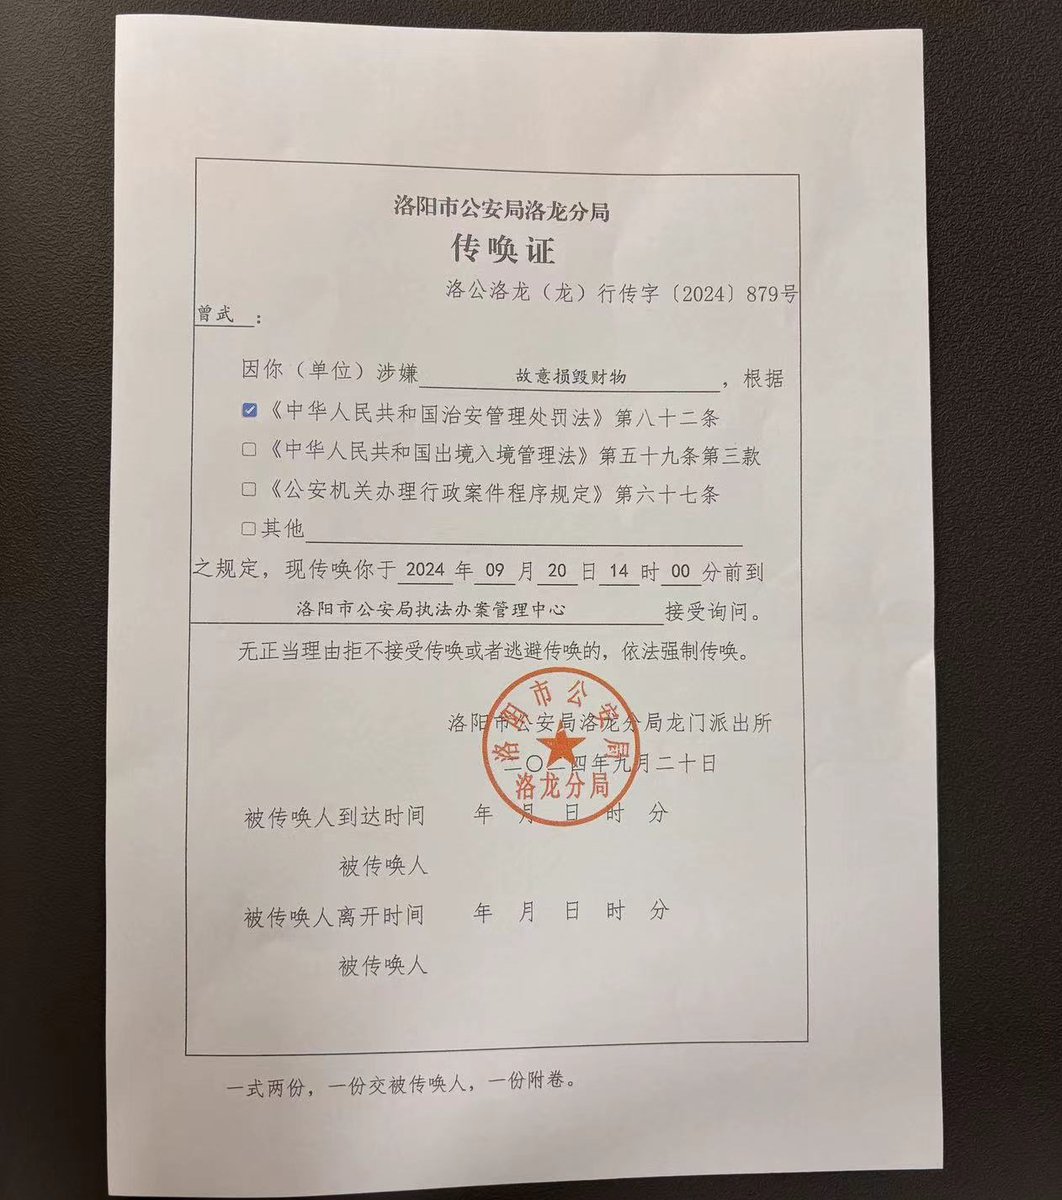 洛阳市公安局洛龙分局
传唤证
洛公洛龙（龙）行传字〔2024〕879号
曾武：
因你（单位）涉嫌故意损毁财物，根据
☑《中华人民共和国治安管理处罚法》第八十二条
☐《中华人民共和国出境入境管理法》第五十九条第三款
☐《公安机关办理行政案件程序规定》第六十七条
☐其他
之规定，现传唤你于2024年09月20日14时00分前到
洛阳市公安局执法办案管理中心接受询问。
无正当理由拒不接受传唤或者逃避传唤的，依法强制传唤。
洛阳市公安局洛龙分局龙门派出所
二〇二四年九月二十日
洛阳市公安局
洛龙分局
被传唤人到达时间 年 月 日 时 分
被传唤人
被传唤人离开时间 年 月 日 时 分
被传唤人
一式两份，一份交被传唤人，一份附卷。